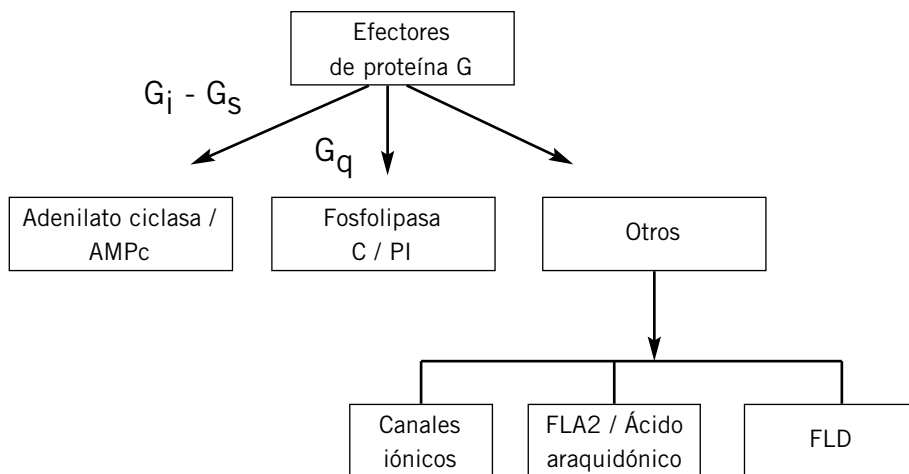 Efectores
de proteína G
Gi - Gs
Gq
Adenilato ciclasa /
AMPc
Fosfolipasa
C / PI
Otros
Canales
iónicos
FLA2 / Ácido
araquidónico
FLD